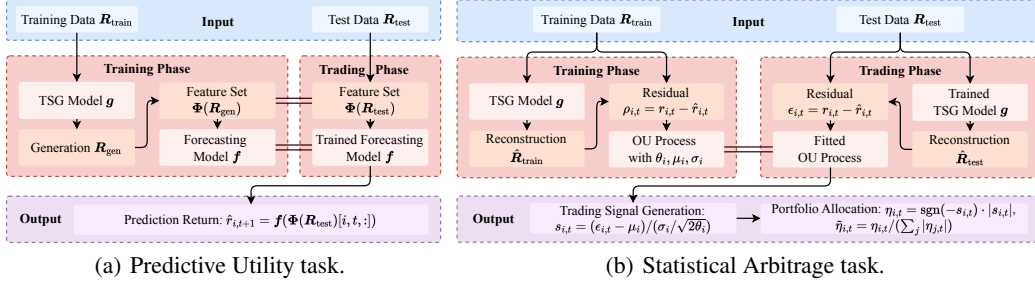 Training Data R_train
Input
Test Data R_test
Training Phase
Trading Phase
TSG Model g
Feature Set
Φ(R_gen)
Feature Set
Φ(R_test)
Generation R_gen
Forecasting
Model f
Trained Forecasting
Model f
Output
Prediction Return: r̂_{i,t+1} = f(Φ(R_test)[i, t, :])
(a) Predictive Utility task.
Training Data R_train
Input
Test Data R_test
Training Phase
Trading Phase
TSG Model g
Residual
ρ_{i,t} = r_{i,t} − r̂_{i,t}
Residual
ϵ_{i,t} = r_{i,t} − r̂_{i,t}
Trained
TSG Model g
Reconstruction
R̂_train
OU Process
with θ_i, μ_i, σ_i
Fitted
OU Process
Reconstruction
R̂_test
Output
Trading Signal Generation:
s_{i,t} = (ϵ_{i,t} − μ_i)/(σ_i/√2θ_i)
Portfolio Allocation: η_{i,t} = sgn(−s_{i,t}) · |s_{i,t}|,
η̄_{i,t} = η_{i,t}/(∑_j |η_{j,t}|)
(b) Statistical Arbitrage task.